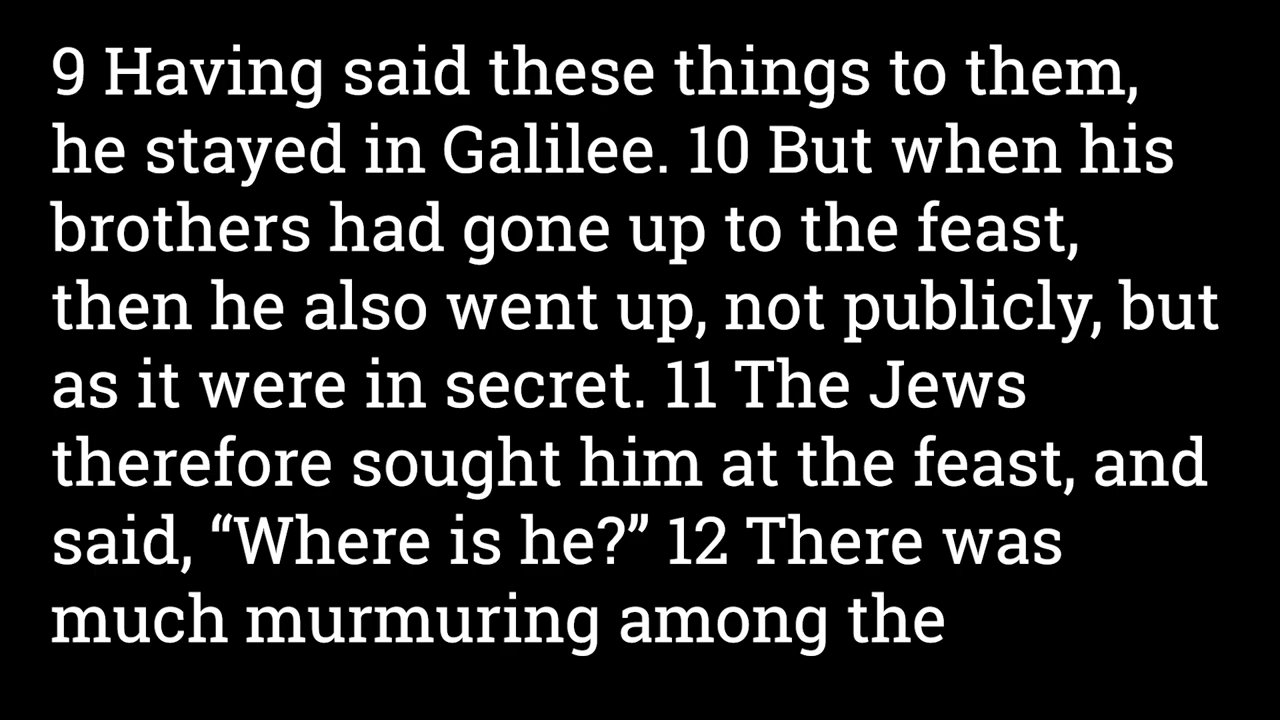 9 Having said these things to them,
he stayed in Galilee. 10 But when his
brothers had gone up to the feast,
then he also went up, not publicly, but
as it were in secret. 11 The Jews
therefore sought him at the feast, and
said, “Where is he?” 12 There was
much murmuring among the